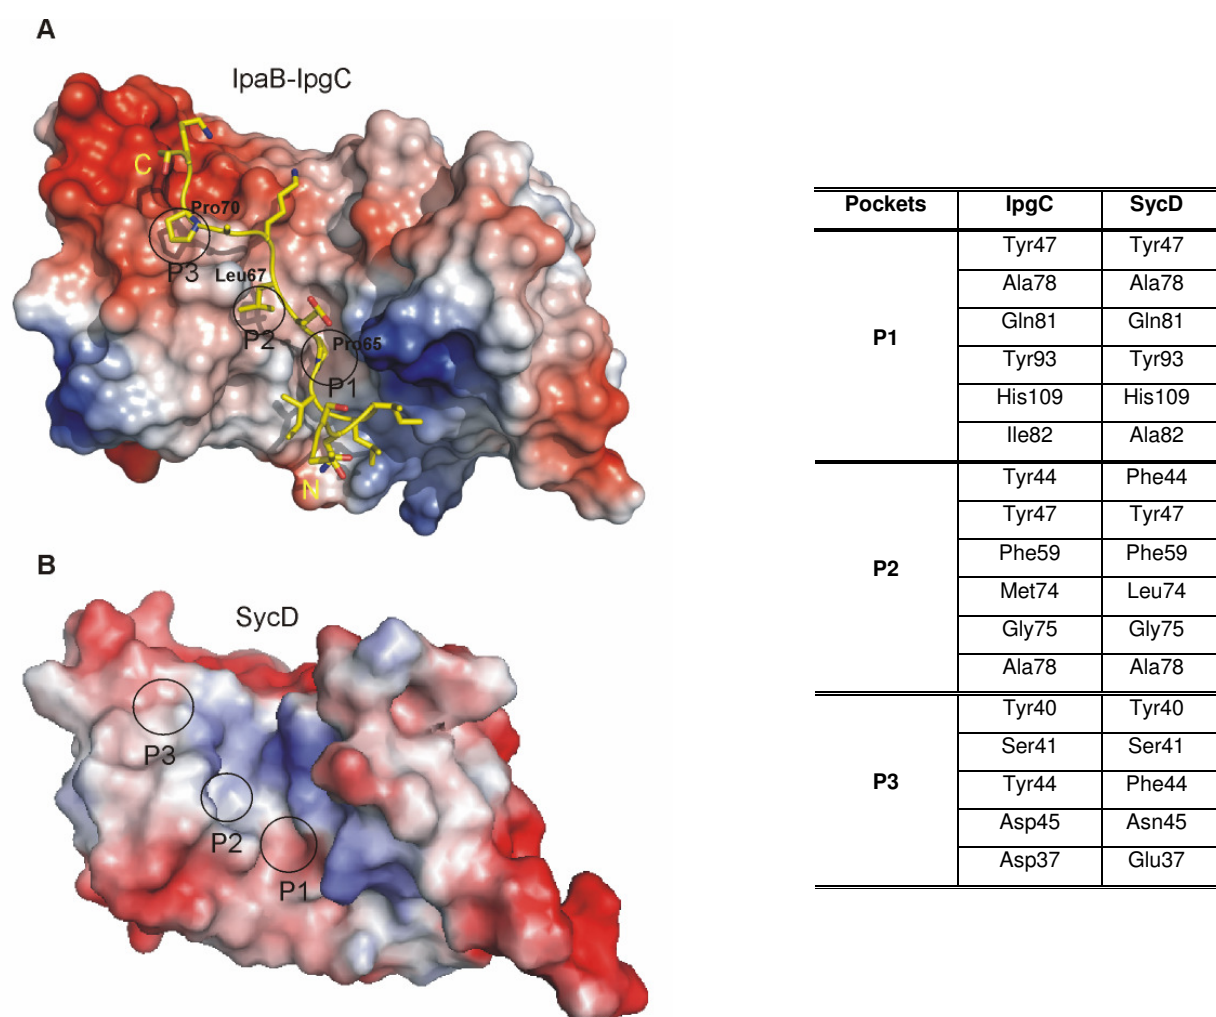 A
IpaB-IpgC
C
Pro70
P3
Leu67
P2
Pro65
P1
N
B
SycD
P3
P2
P1
Pockets IpgC SycD
P1
Tyr47 Tyr47
Ala78 Ala78
Gln81 Gln81
Tyr93 Tyr93
His109 His109
Ile82 Ala82
P2
Tyr44 Phe44
Tyr47 Tyr47
Phe59 Phe59
Met74 Leu74
Gly75 Gly75
Ala78 Ala78
P3
Tyr40 Tyr40
Ser41 Ser41
Tyr44 Phe44
Asp45 Asn45
Asp37 Glu37